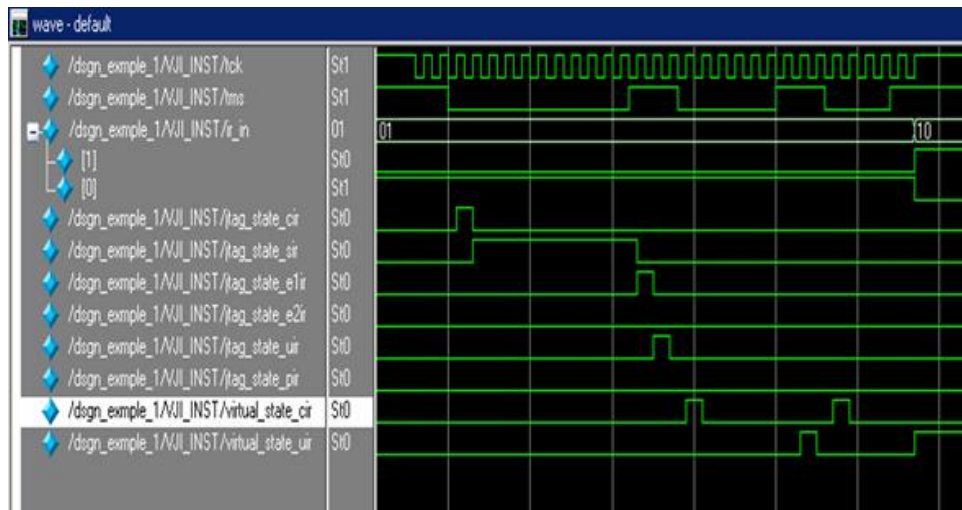 wave - default
/dsgn_exmple_1/VJI_INST/tck St1
/dsgn_exmple_1/VJI_INST/tms St1
/dsgn_exmple_1/VJI_INST/ir_in 01 01 10
[1] St0
[0] St1
/dsgn_exmple_1/VJI_INST/jtag_state_cir St0
/dsgn_exmple_1/VJI_INST/jtag_state_sir St0
/dsgn_exmple_1/VJI_INST/jtag_state_e1ir St0
/dsgn_exmple_1/VJI_INST/jtag_state_e2ir St0
/dsgn_exmple_1/VJI_INST/jtag_state_uir St0
/dsgn_exmple_1/VJI_INST/jtag_state_pir St0
/dsgn_exmple_1/VJI_INST/virtual_state_cir St0
/dsgn_exmple_1/VJI_INST/virtual_state_uir St0